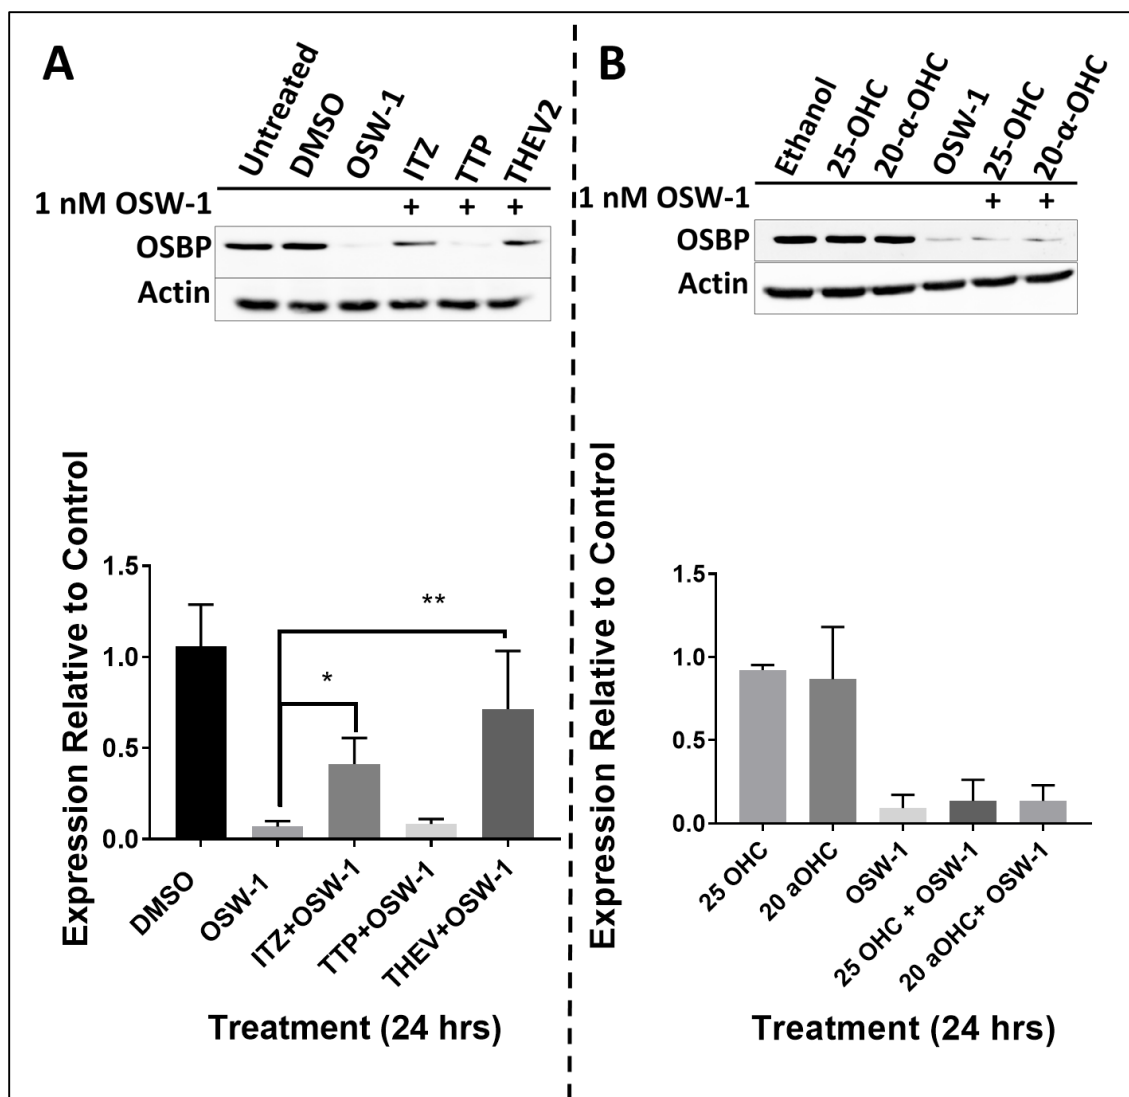 A
Untreated
DMSO
OSW-1
ITZ
TTP
THEV2
1 nM OSW-1
+ + +
OSBP
Actin
Expression Relative to Control
1.5
1.0
0.5
0.0
*
**
DMSO
OSW-1
ITZ+OSW-1
TTP+OSW-1
THEV+OSW-1
Treatment (24 hrs)
B
Ethanol
25-OHC
20-α-OHC
OSW-1
25-OHC
20-α-OHC
1 nM OSW-1
+ +
OSBP
Actin
Expression Relative to Control
1.5
1.0
0.5
0.0
25 OHC
20 aOHC
OSW-1
25 OHC + OSW-1
20 aOHC+ OSW-1
Treatment (24 hrs)